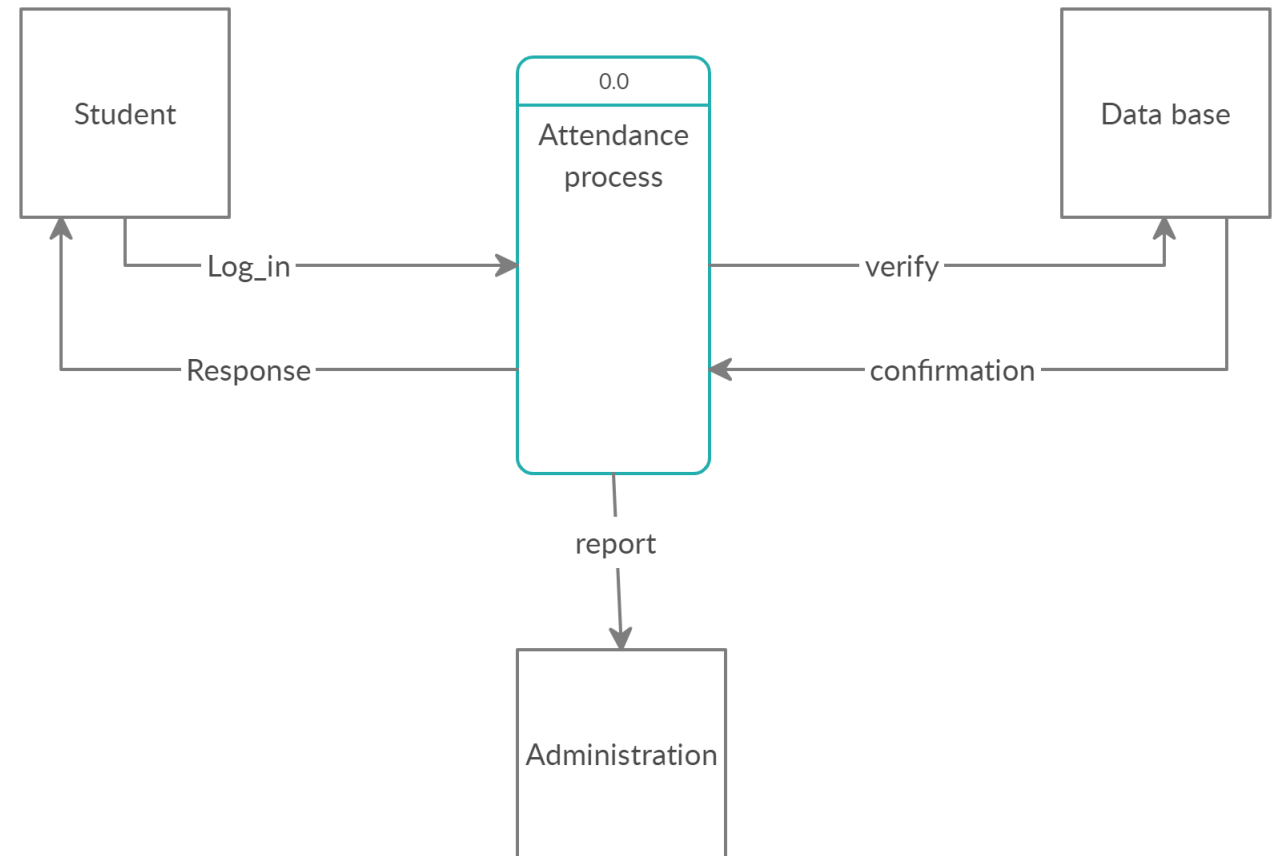 Student
0.0
Attendance
process
Data base
Log_in
verify
Response
confirmation
report
Administration